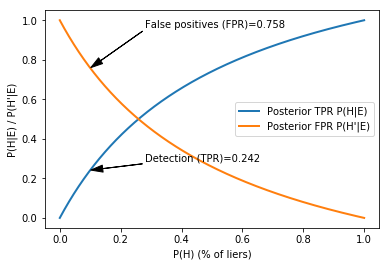 False positives (FPR)=0.758
1.0
0.8
0.6
0.4
0.2
0.0
P(H|E) / P(H'|E)
Posterior TPR P(H|E)
Posterior FPR P(H'|E)
Detection (TPR)=0.242
0.0 0.2 0.4 0.6 0.8 1.0
P(H) (% of liers)